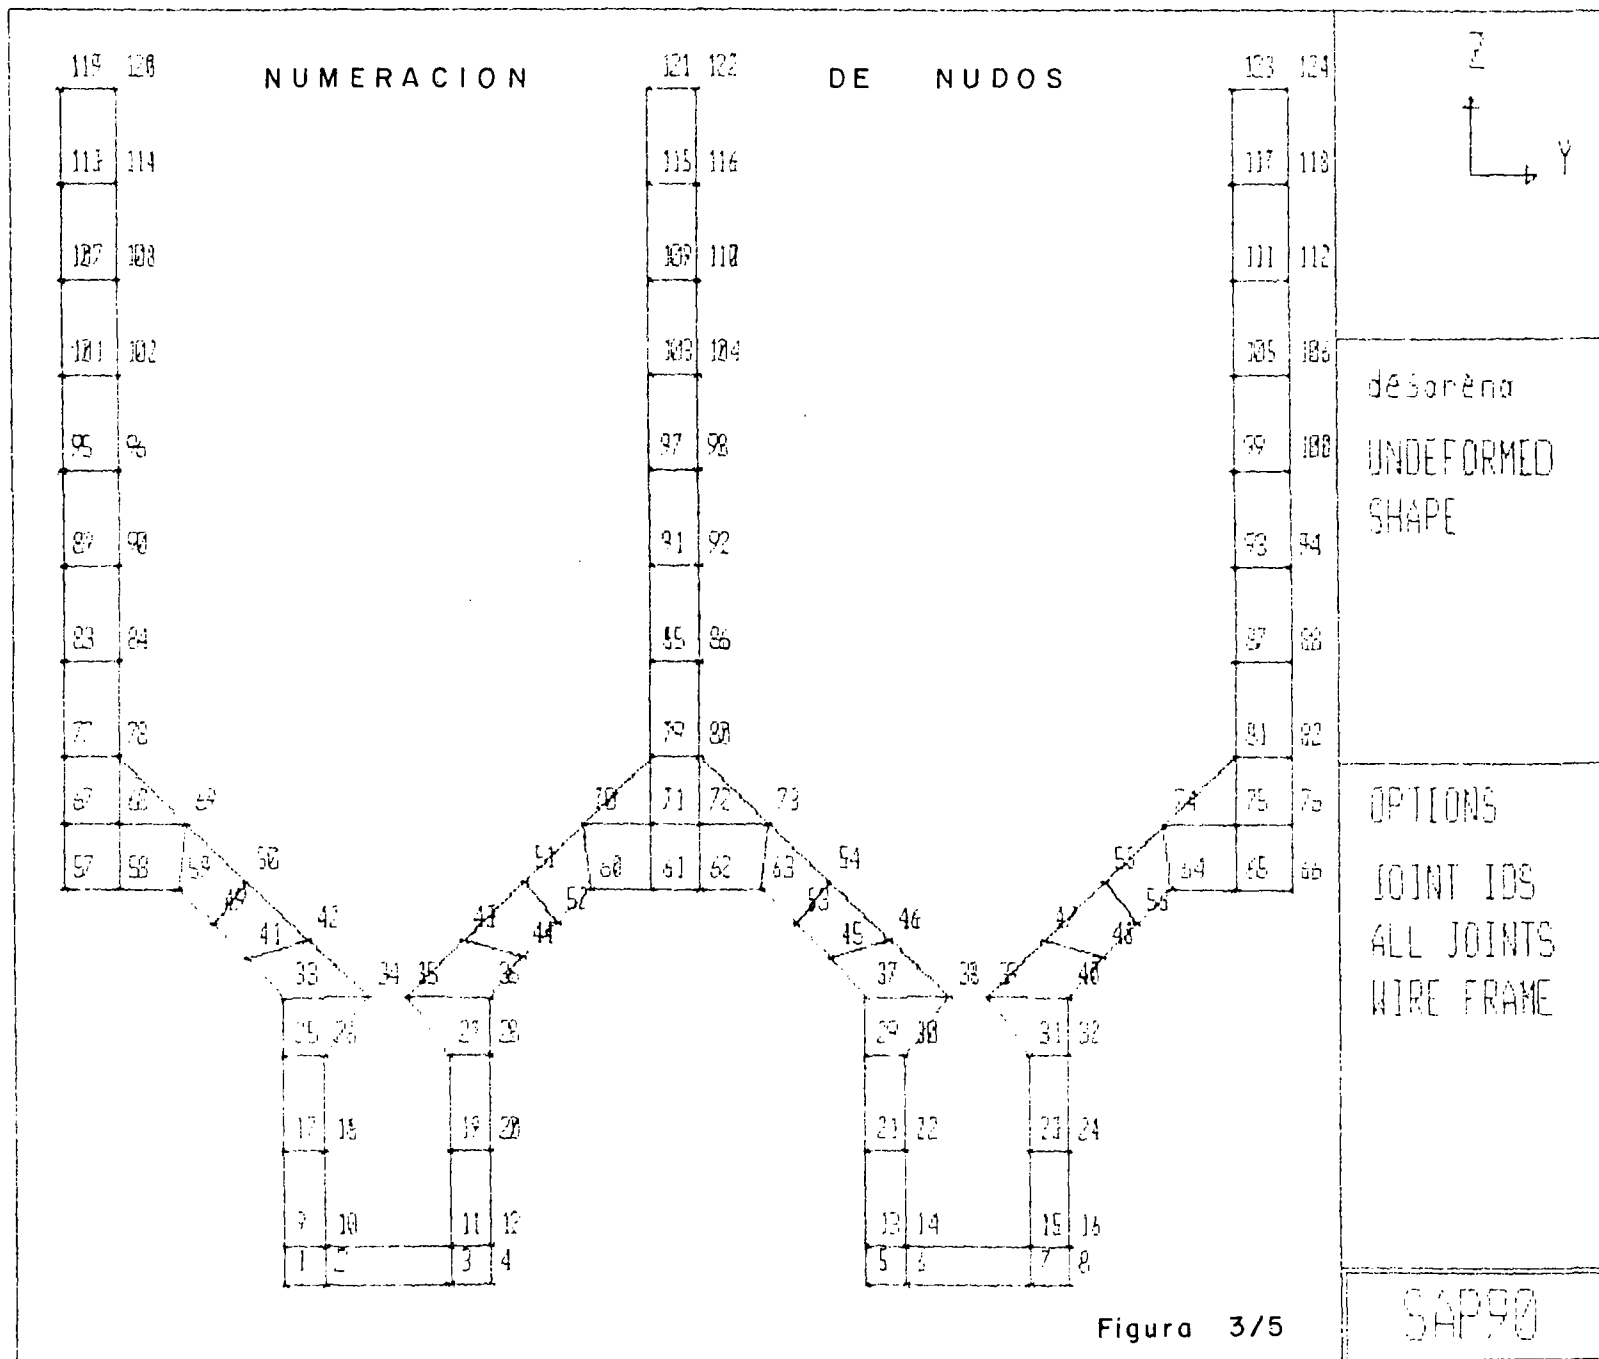 NUMERACION DE NUDOS
119 120 121 122 123 124
113 114 115 116 117 118
107 108 109 110 111 112
101 102 103 104 105 106
95 96 97 98 99 100
89 90 91 92 93 94
83 84 85 86 87 88
77 78 79 80 81 82
67 68 69 70 71 72 73 74 75 76
57 58 59 50 51 60 61 62 63 54 55 64 65 66
49 52 53 56
41 42 43 44 45 46 47 48
33 34 35 36 37 38 39 40
25 26 27 28 29 30 31 32
17 18 19 20 21 22 23 24
9 10 11 12 13 14 15 16
1 2 3 4 5 6 7 8
Z
Y
desarena
UNDEFORMED
SHAPE
OPTIONS
JOINT IDS
ALL JOINTS
WIRE FRAME
SAP90
Figura 3/5